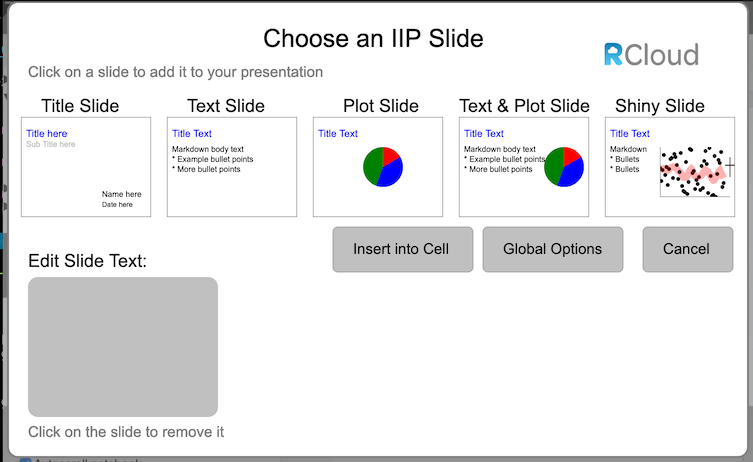 Choose an IIP Slide
RCloud
Click on a slide to add it to your presentation
Title Slide
Text Slide
Plot Slide
Text & Plot Slide
Shiny Slide
Title here
Sub Title here
Name here
Date here
Title Text
Markdown body text
* Example bullet points
* More bullet points
Title Text
Title Text
Markdown body text
* Example bullet points
* More bullet points
Title Text
Markdown
* Bullets
* Bullets
Insert into Cell
Global Options
Cancel
Edit Slide Text:
Click on the slide to remove it